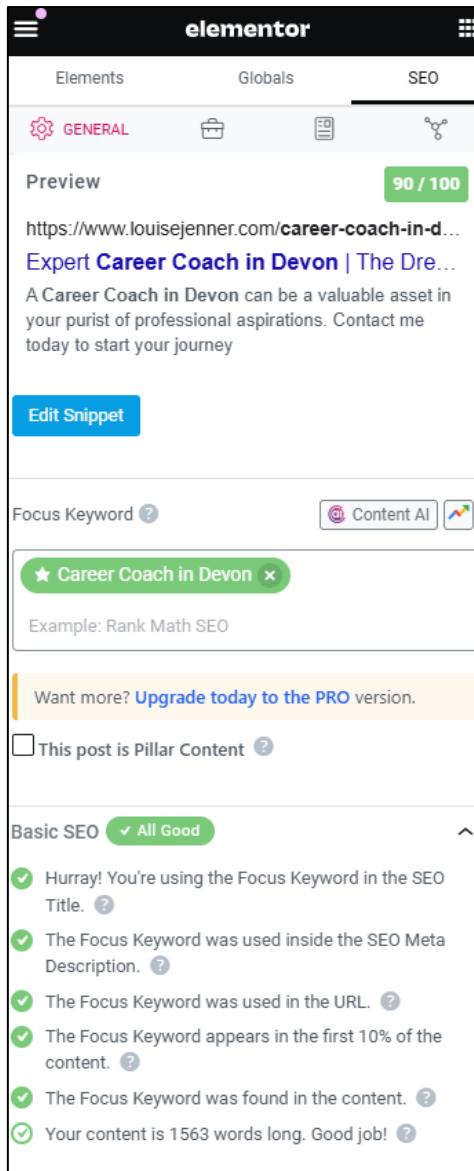 elementor
Elements Globals SEO
GENERAL
Preview 90 / 100
https://www.louisejenner.com/career-coach-in-d...
Expert Career Coach in Devon | The Dre...
A Career Coach in Devon can be a valuable asset in
your purist of professional aspirations. Contact me
today to start your journey
Edit Snippet
Focus Keyword ? Content AI
Career Coach in Devon ×
Example: Rank Math SEO
Want more? Upgrade today to the PRO version.
This post is Pillar Content ?
Basic SEO All Good
Hurray! You're using the Focus Keyword in the SEO
Title. ?
The Focus Keyword was used inside the SEO Meta
Description. ?
The Focus Keyword was used in the URL. ?
The Focus Keyword appears in the first 10% of the
content. ?
The Focus Keyword was found in the content. ?
Your content is 1563 words long. Good job! ?